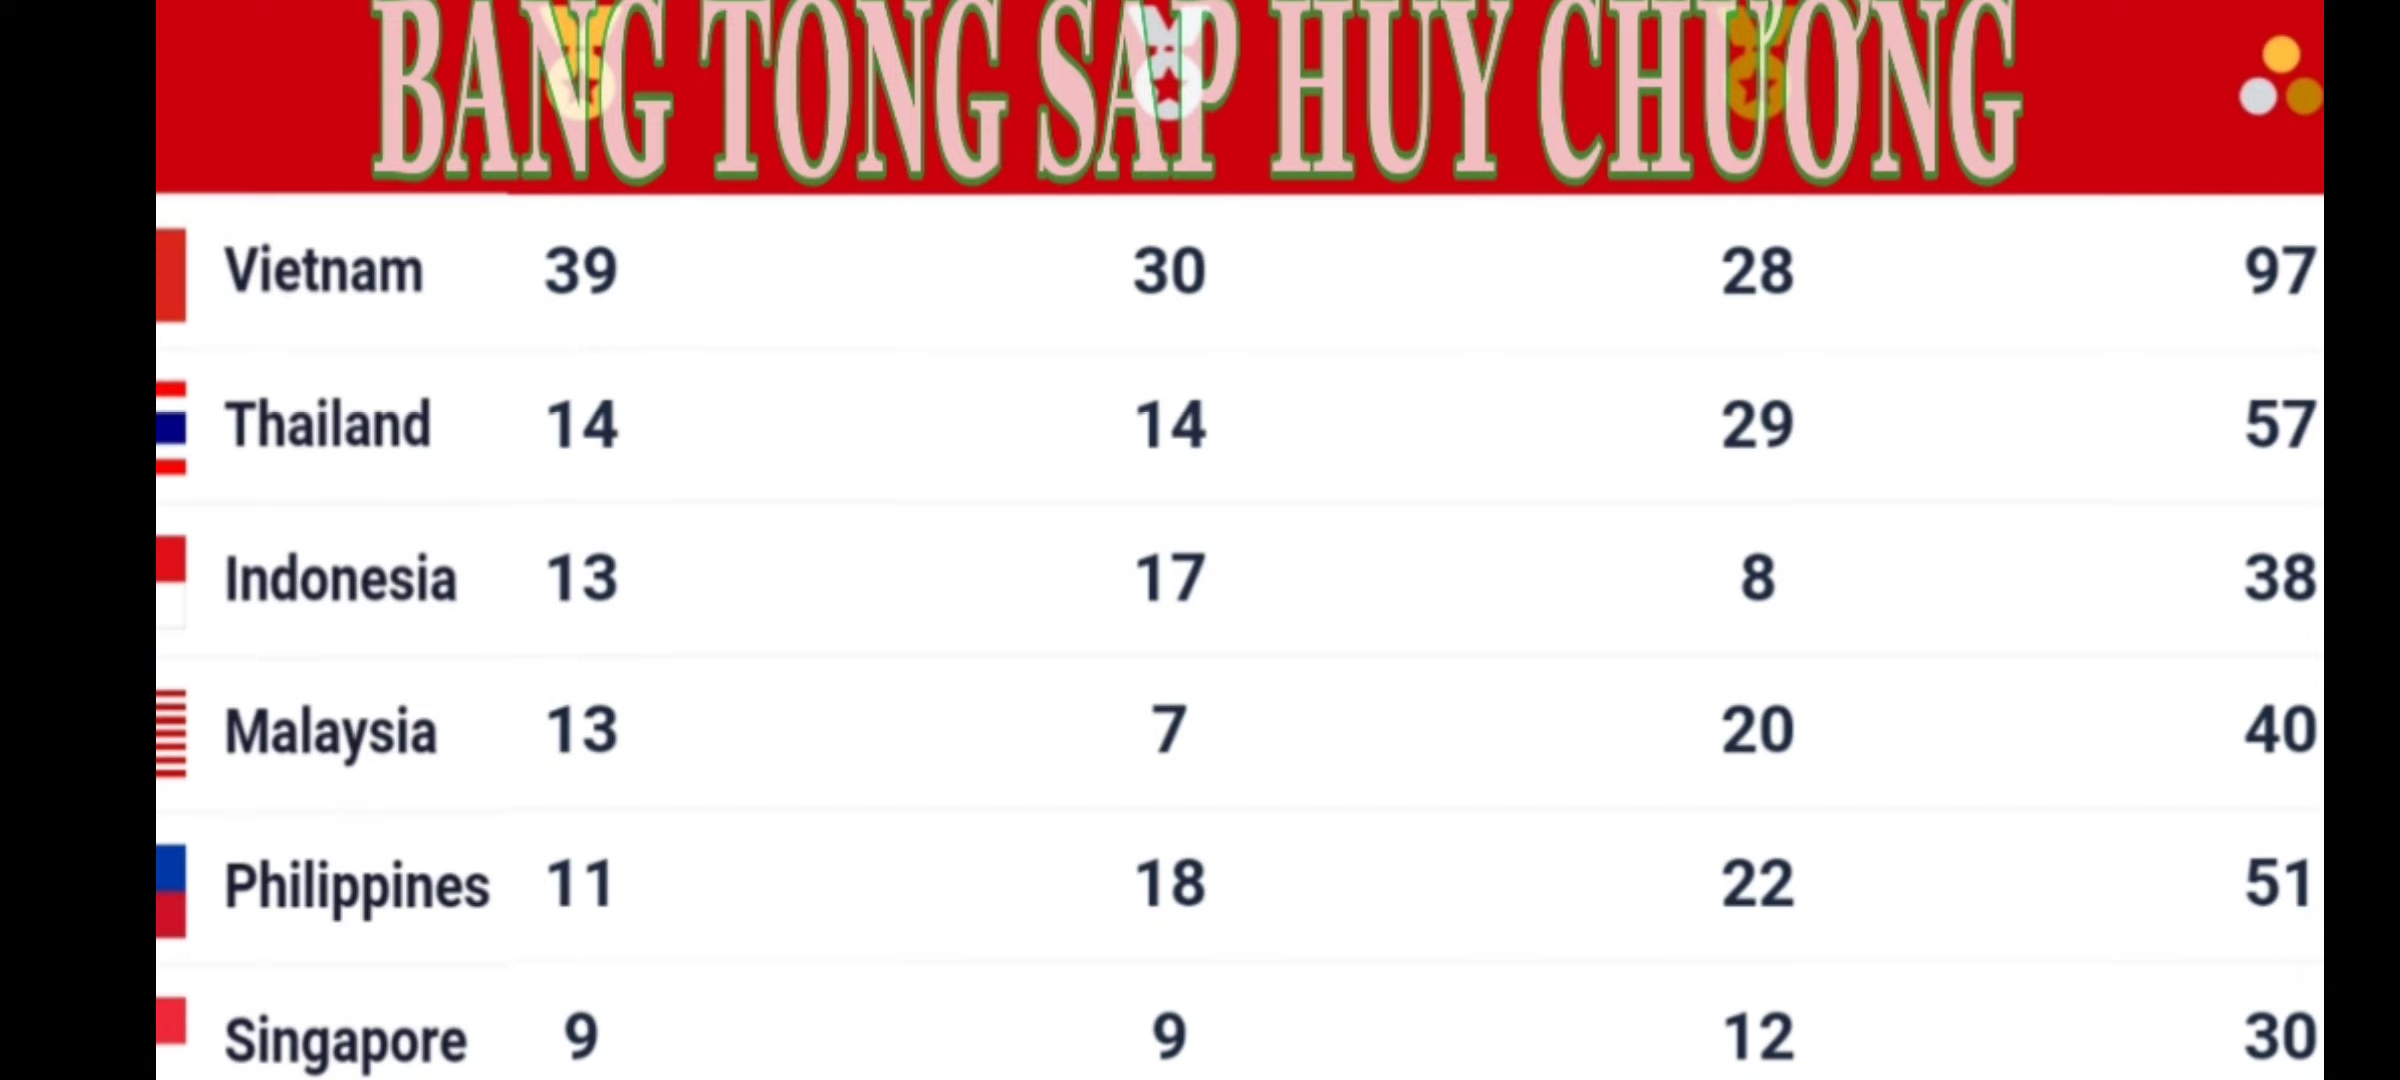 BANG TONG SAP HUY CHƯƠNG
Vietnam 39 30 28 97
Thailand 14 14 29 57
Indonesia 13 17 8 38
Malaysia 13 7 20 40
Philippines 11 18 22 51
Singapore 9 9 12 30